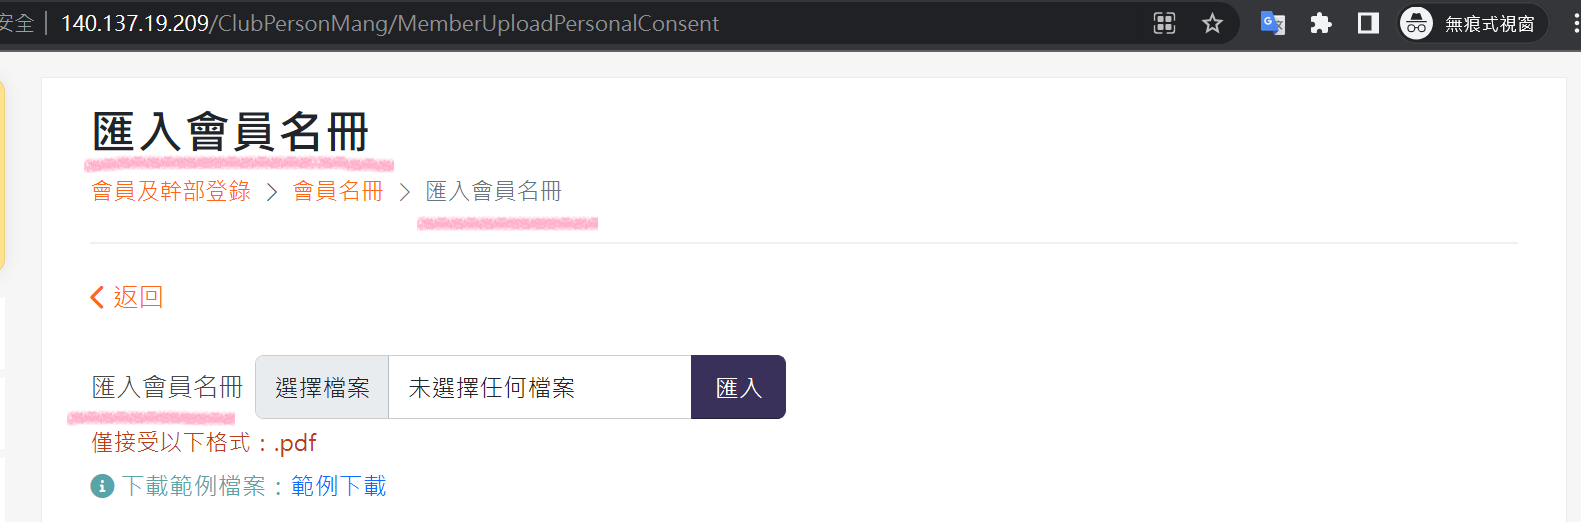 安全 | 140.137.19.209/ClubPersonMang/MemberUploadPersonalConsent 無痕式視窗
匯入會員名冊
會員及幹部登錄 > 會員名冊 > 匯入會員名冊
返回
匯入會員名冊 選擇檔案 未選擇任何檔案 匯入
僅接受以下格式：.pdf
下載範例檔案：範例下載